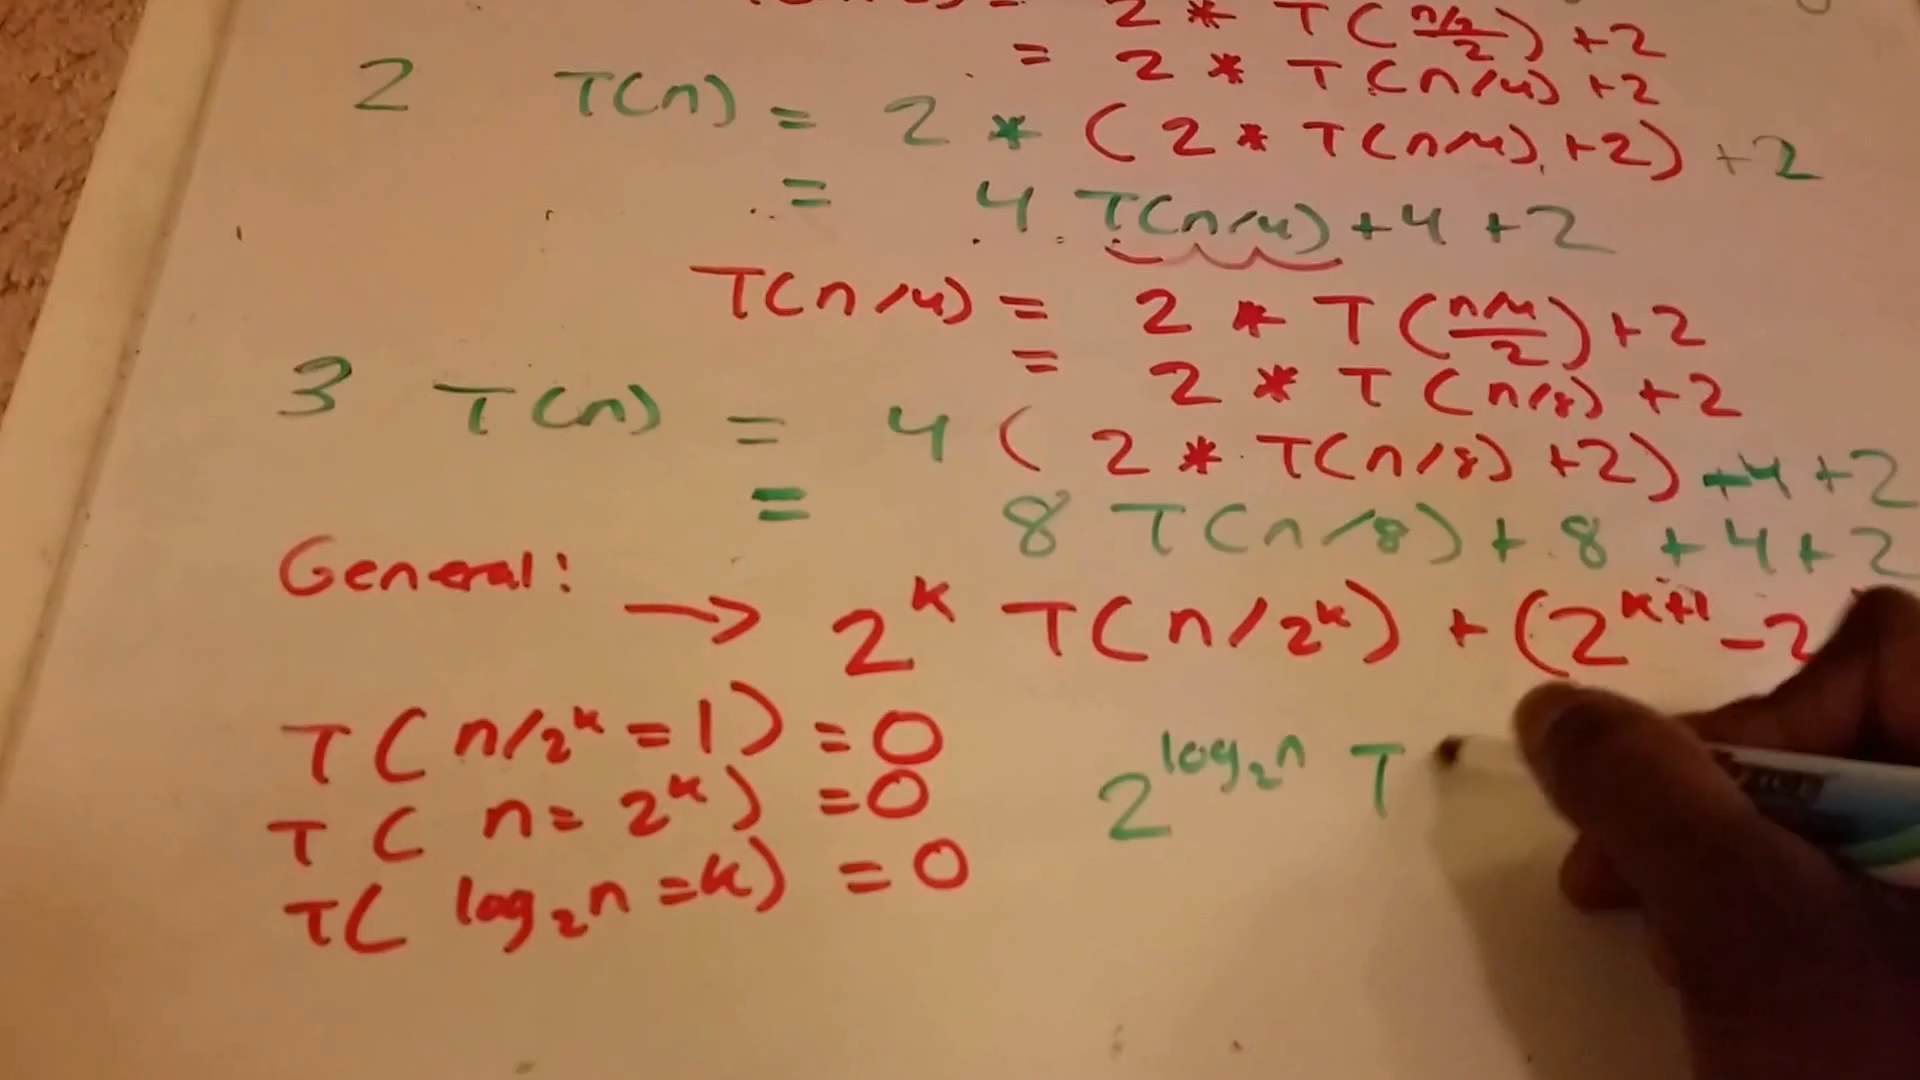 = 2 * T(n/2/2) +2
= 2 * T(n/4) +2
2 T(n) = 2 * (2 * T(n/4) +2) +2
= 4 T(n/4) +4 +2
T(n/4) = 2 * T(n/4/2) +2
= 2 * T(n/8) +2
3 T(n) = 4 (2 * T(n/8) +2) +4+2
= 8 T(n/8) + 8 +4+2
General:
→ 2^k T(n/2^k) + (2^k+1 -2
T(n/2^k = 1) = 0
T(n = 2^k) = 0
2^log₂n T
T(log₂n = k) = 0